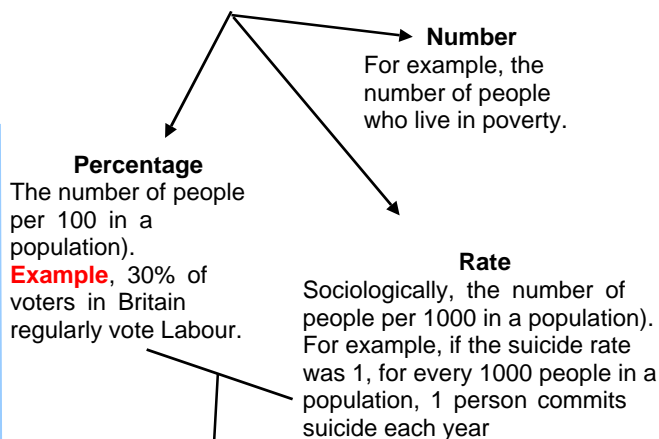 Number
For example, the
number of people
who live in poverty.
Percentage
The number of people
per 100 in a
population).
Example, 30% of
voters in Britain
regularly vote Labour.
Rate
Sociologically, the number of
people per 1000 in a population).
For example, if the suicide rate
was 1, for every 1000 people in a
population, 1 person commits
suicide each year